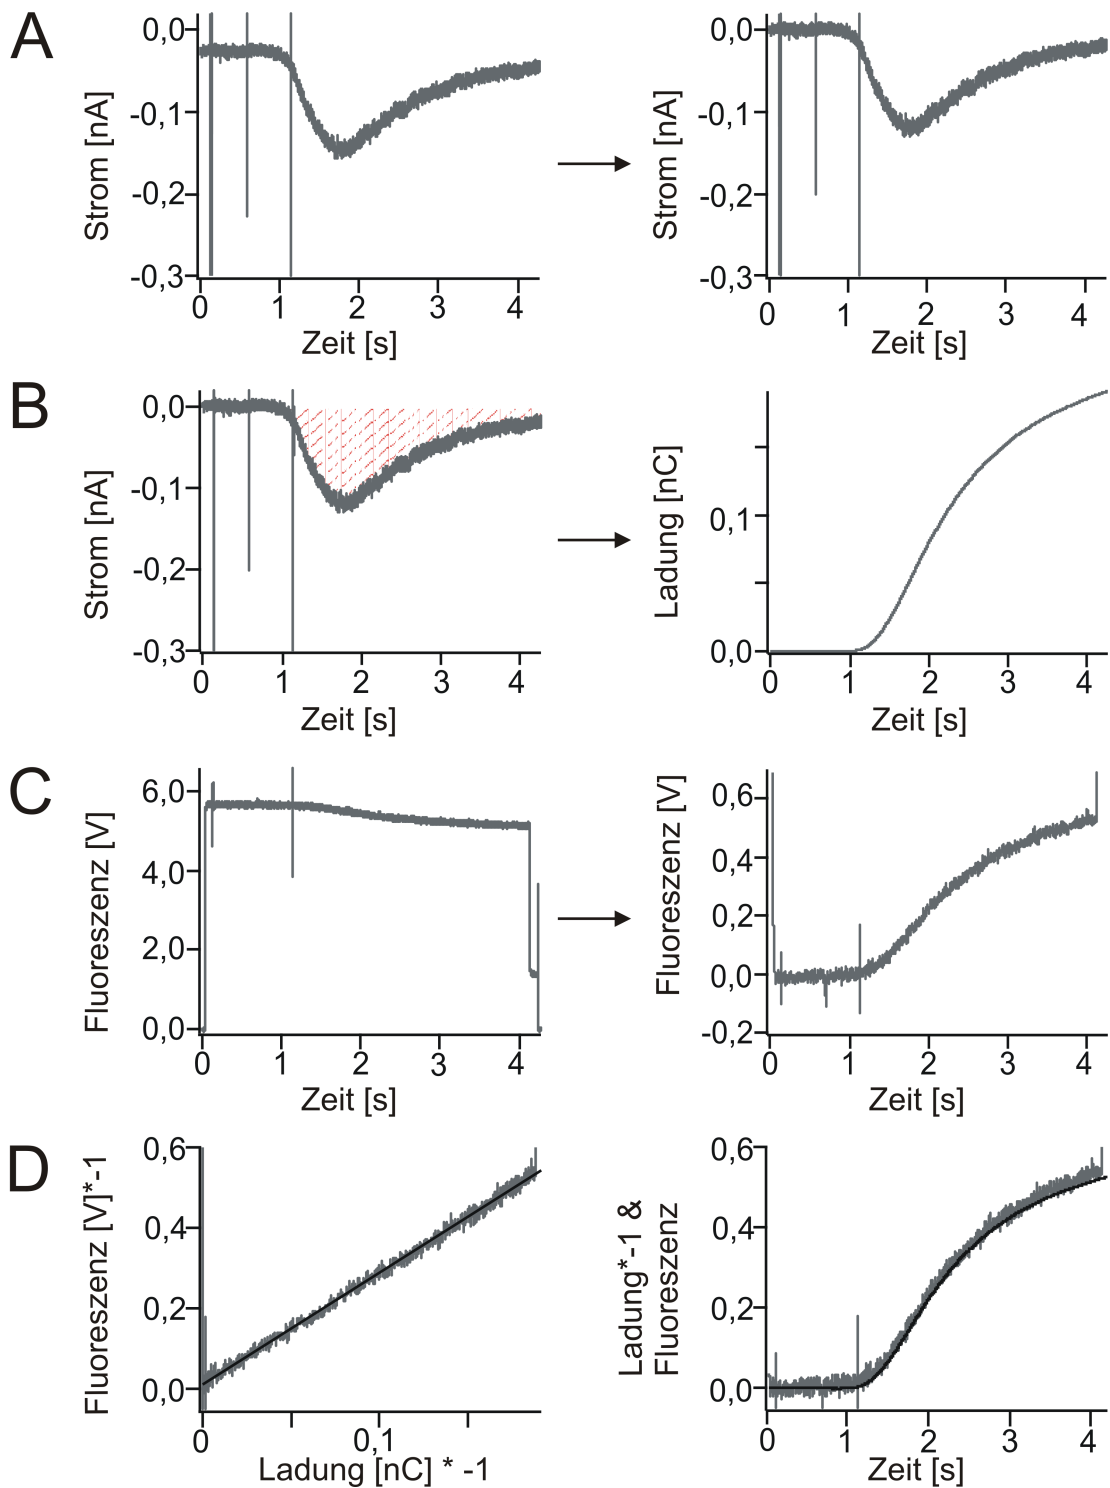 A
Strom [nA]
0,0
-0,1
-0,2
-0,3
0 1 2 3 4
Zeit [s]
Strom [nA]
0,0
-0,1
-0,2
-0,3
0 1 2 3 4
Zeit [s]
B
Strom [nA]
0,0
-0,1
-0,2
-0,3
0 1 2 3 4
Zeit [s]
Ladung [nC]
0,1
0,0
0 1 2 3 4
Zeit [s]
C
Fluoreszenz [V]
6,0
4,0
2,0
0,0
0 1 2 3 4
Zeit [s]
Fluoreszenz [V]
0,6
0,4
0,2
0,0
-0,2
0 1 2 3 4
Zeit [s]
D
Fluoreszenz [V]*-1
0,6
0,4
0,2
0,0
0 0,1
Ladung [nC] * -1
Ladung*-1 &
Fluoreszenz
0,6
0,4
0,2
0,0
0 1 2 3 4
Zeit [s]